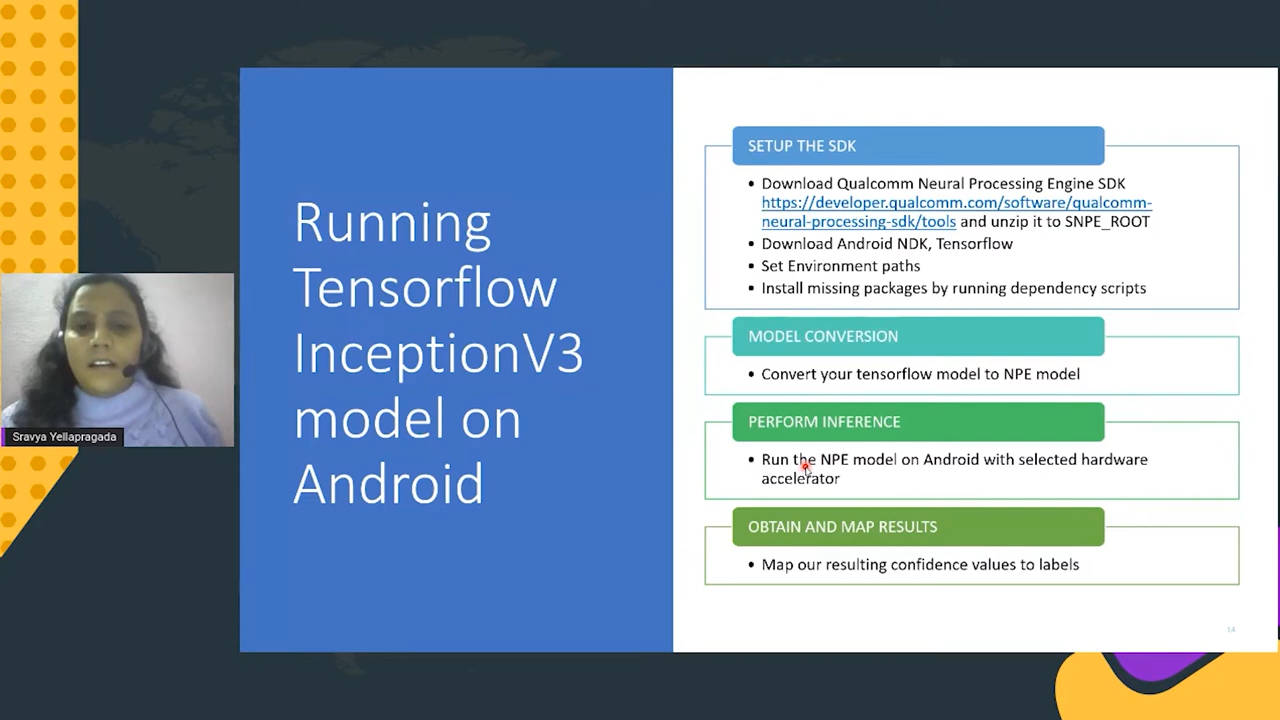 Running
Tensorflow
InceptionV3
model on
Android
SETUP THE SDK
• Download Qualcomm Neural Processing Engine SDK
https://developer.qualcomm.com/software/qualcomm-
neural-processing-sdk/tools and unzip it to SNPE_ROOT
• Download Android NDK, Tensorflow
• Set Environment paths
• Install missing packages by running dependency scripts
MODEL CONVERSION
• Convert your tensorflow model to NPE model
PERFORM INFERENCE
• Run the NPE model on Android with selected hardware
accelerator
OBTAIN AND MAP RESULTS
• Map our resulting confidence values to labels
14
Sravya Yellapragada